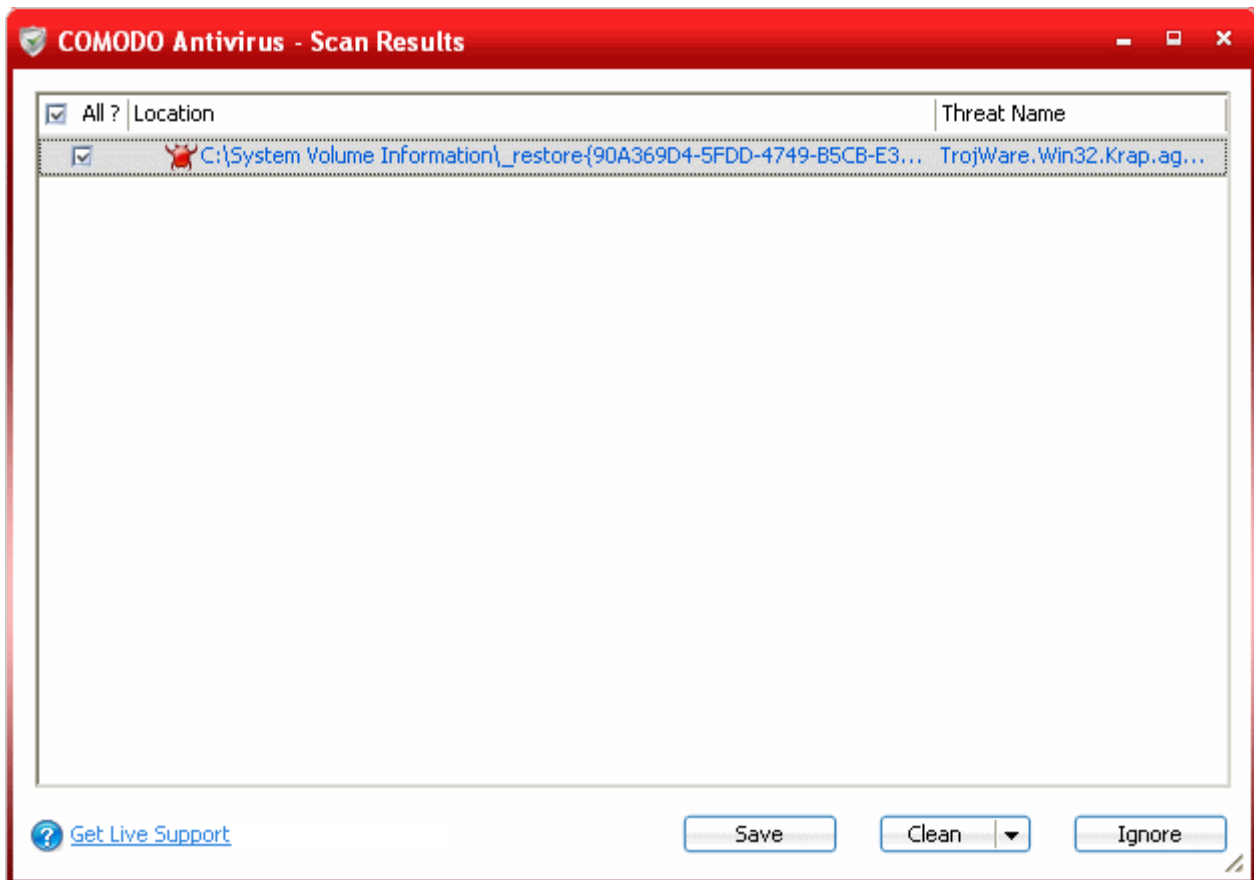 COMODO Antivirus - Scan Results
All ? Location Threat Name
C:\System Volume Information\_restore{90A369D4-5FDD-4749-B5CB-E3... TrojWare.Win32.Krap.ag...
? Get Live Support Save Clean Ignore